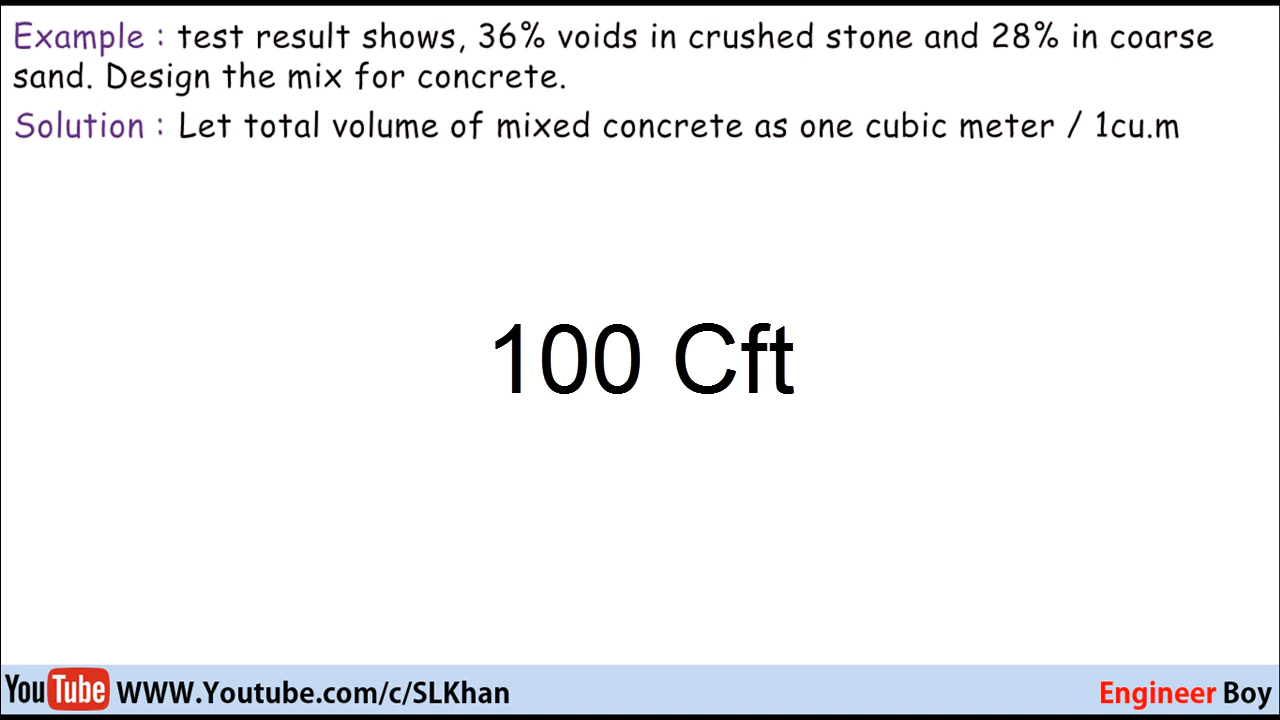 Example : test result shows, 36% voids in crushed stone and 28% in coarse
sand. Design the mix for concrete.
Solution : Let total volume of mixed concrete as one cubic meter / 1cu.m
100 Cft
YouTube WWW.Youtube.com/c/SLKhan
Engineer Boy